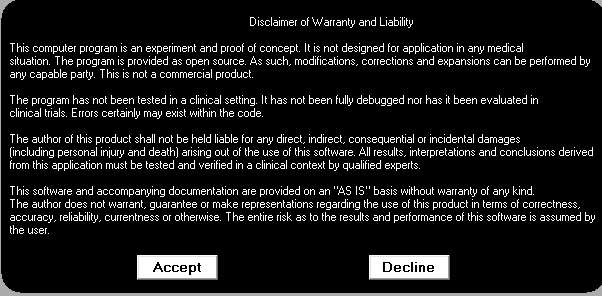 Disclaimer of Warranty and Liability
This computer program is an experiment and proof of concept. It is not designed for application in any medical
situation. The program is provided as open source. As such, modifications, corrections and expansions can be performed by
any capable party. This is not a commercial product.
The program has not been tested in a clinical setting. It has not been fully debugged nor has it been evaluated in
clinical trials. Errors certainly may exist within the code.
The author of this product shall not be held liable for any direct, indirect, consequential or incidental damages
(including personal injury and death) arising out of the use of this software. All results, interpretations and conclusions derived
from this application must be tested and verified in a clinical context by qualified experts.
This software and accompanying documentation are provided on an "AS IS" basis without warranty of any kind.
The author does not warrant, guarantee or make representations regarding the use of this product in terms of correctness,
accuracy, reliability, currentness or otherwise. The entire risk as to the results and performance of this software is assumed by
the user.
Accept Decline